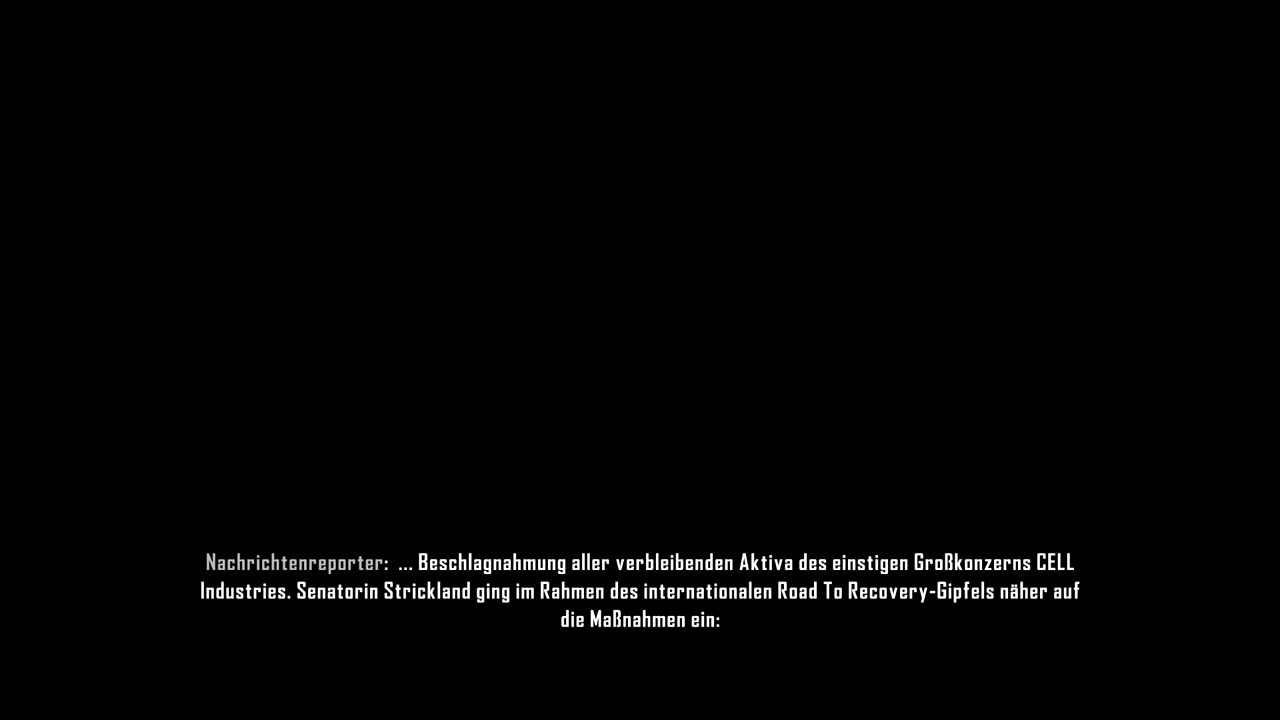 Nachrichtenreporter: ... Beschlagnahmung aller verbleibenden Aktiva des einstigen Großkonzerns CELL
Industries. Senatorin Strickland ging im Rahmen des internationalen Road To Recovery-Gipfels näher auf
die Maßnahmen ein: